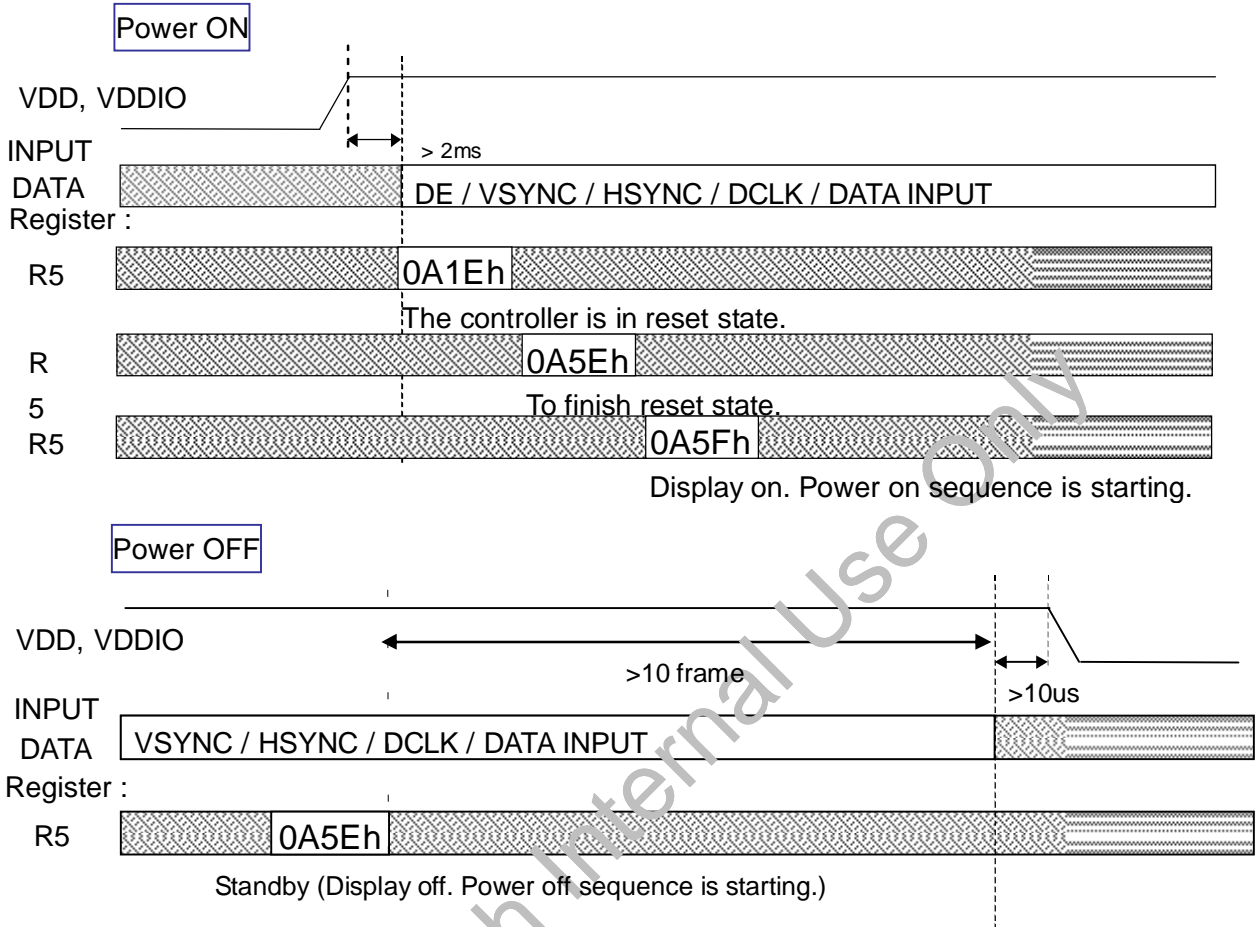 Power ON
VDD, VDDIO
> 2ms
INPUT
DATA
DE / VSYNC / HSYNC / DCLK / DATA INPUT
Register :
R5
0A1Eh
The controller is in reset state.
R
0A5Eh
5
To finish reset state.
R5
0A5Fh
Display on. Power on sequence is starting.
Power OFF
VDD, VDDIO
>10 frame
>10us
INPUT
DATA
VSYNC / HSYNC / DCLK / DATA INPUT
Register :
R5
0A5Eh
Standby (Display off. Power off sequence is starting.)
Internal Use Only